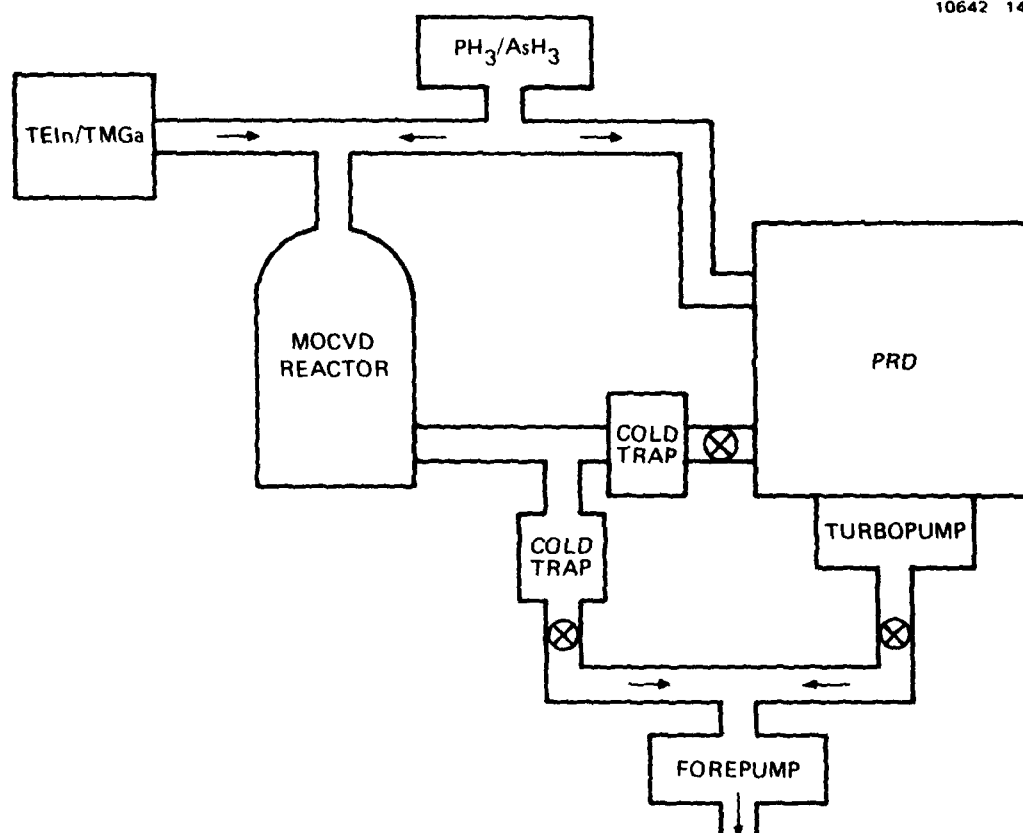 10642 14
PH3/AsH3
TEIn/TMGa
MOCVD
REACTOR
PRD
COLD
TRAP
TURBOPUMP
COLD
TRAP
FOREPUMP